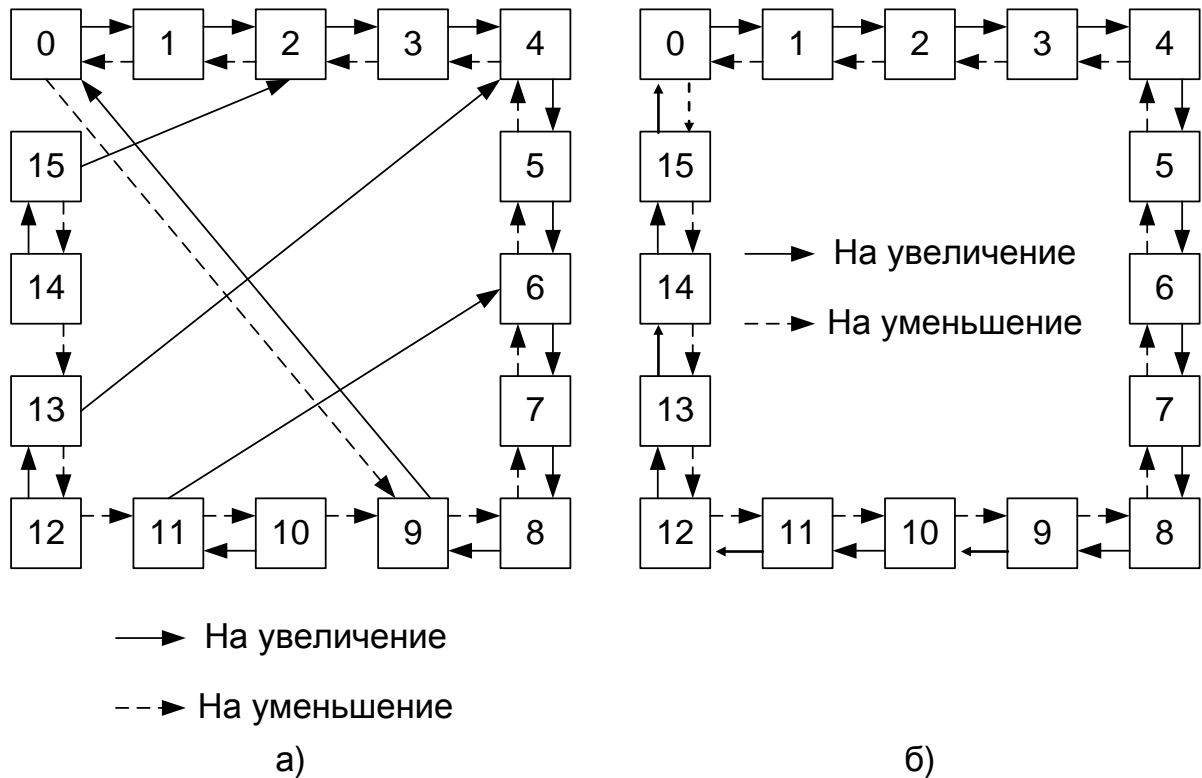 0 1 2 3 4 0 1 2 3 4
15 5 15 5
14 6 14 6
На увеличение
На уменьшение
13 7 13 7
12 11 10 9 8 12 11 10 9 8
На увеличение
На уменьшение
а) б)